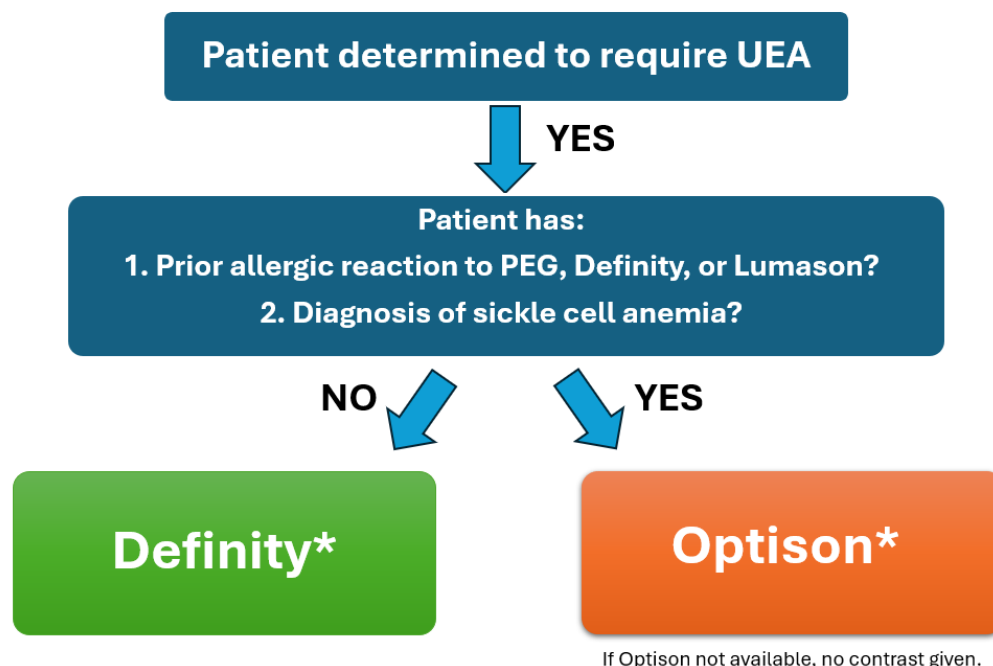 Patient determined to require UEA
YES
Patient has:
1. Prior allergic reaction to PEG, Definity, or Lumason?
2. Diagnosis of sickle cell anemia?
NO
YES
Definity*
Optison*
If Optison not available, no contrast given.